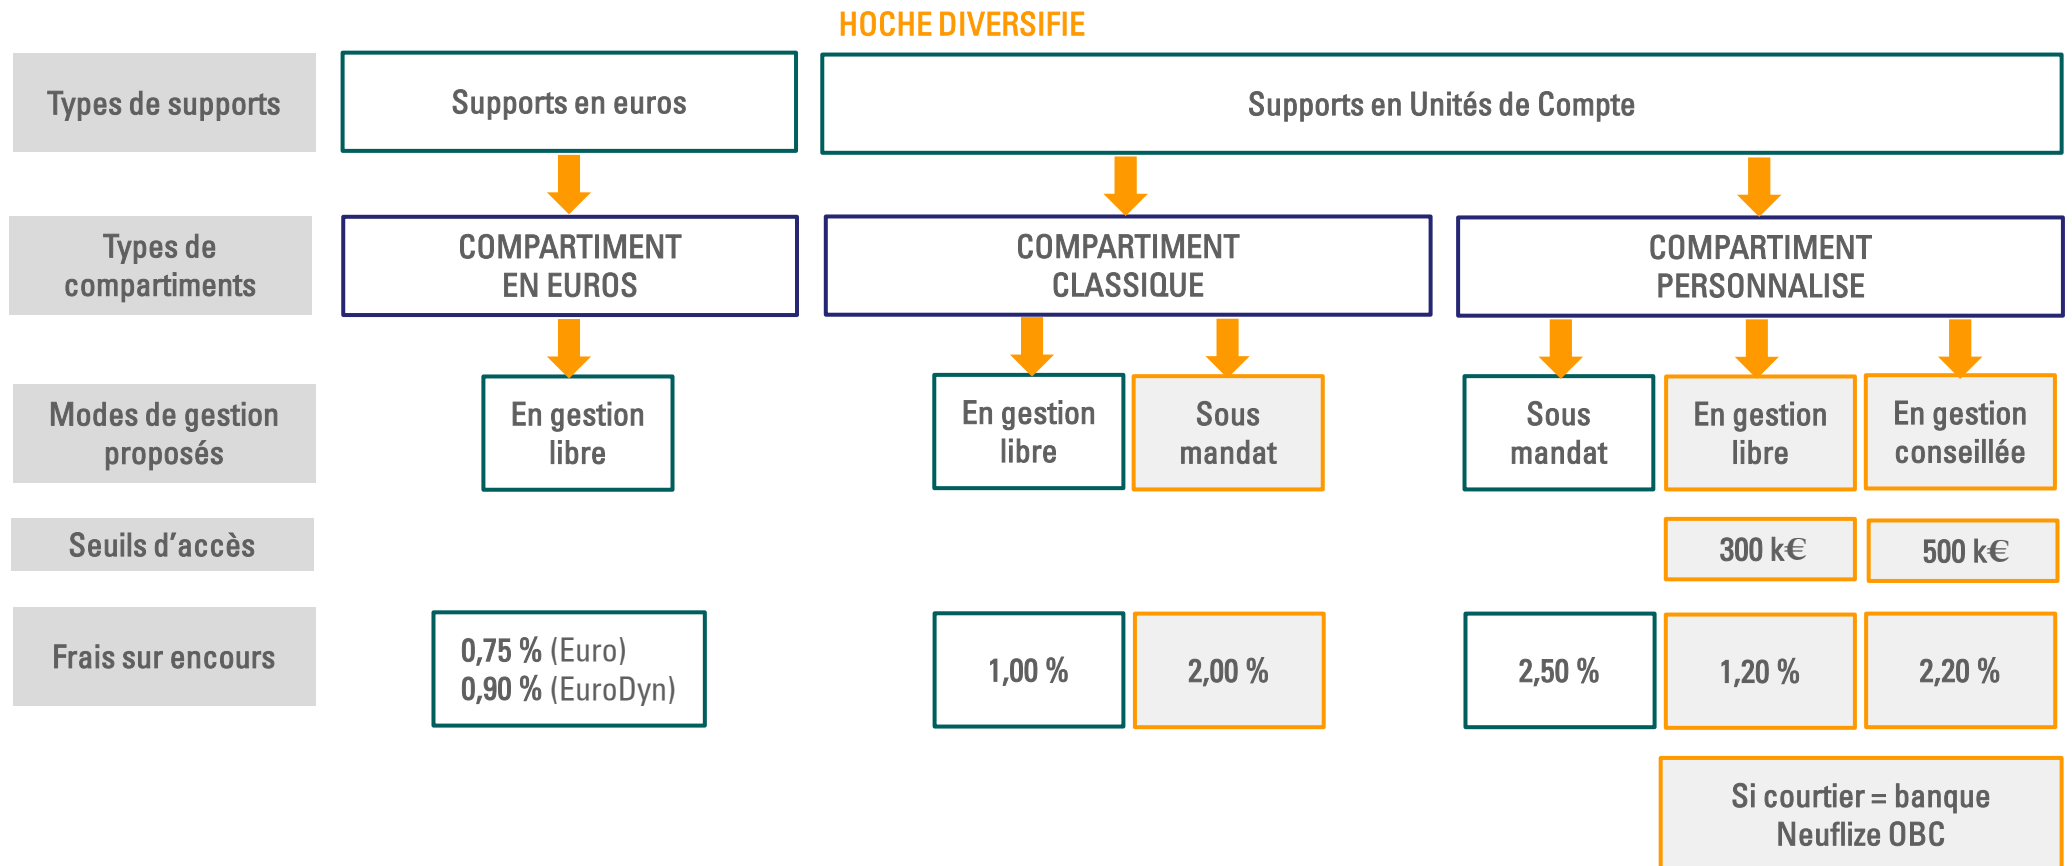 HOCHE DIVERSIFIE
Types de supports
Supports en euros
Supports en Unités de Compte
Types de
compartiments
COMPARTIMENT
EN EUROS
COMPARTIMENT
CLASSIQUE
COMPARTIMENT
PERSONNALISE
Modes de gestion
proposés
En gestion
libre
En gestion
libre
Sous
mandat
Sous
mandat
En gestion
libre
En gestion
conseillée
Seuils d'accès
300 k€
500 k€
Frais sur encours
0,75 % (Euro)
0,90 % (EuroDyn)
1,00 %
2,00 %
2,50 %
1,20 %
2,20 %
Si courtier = banque
Neuflize OBC